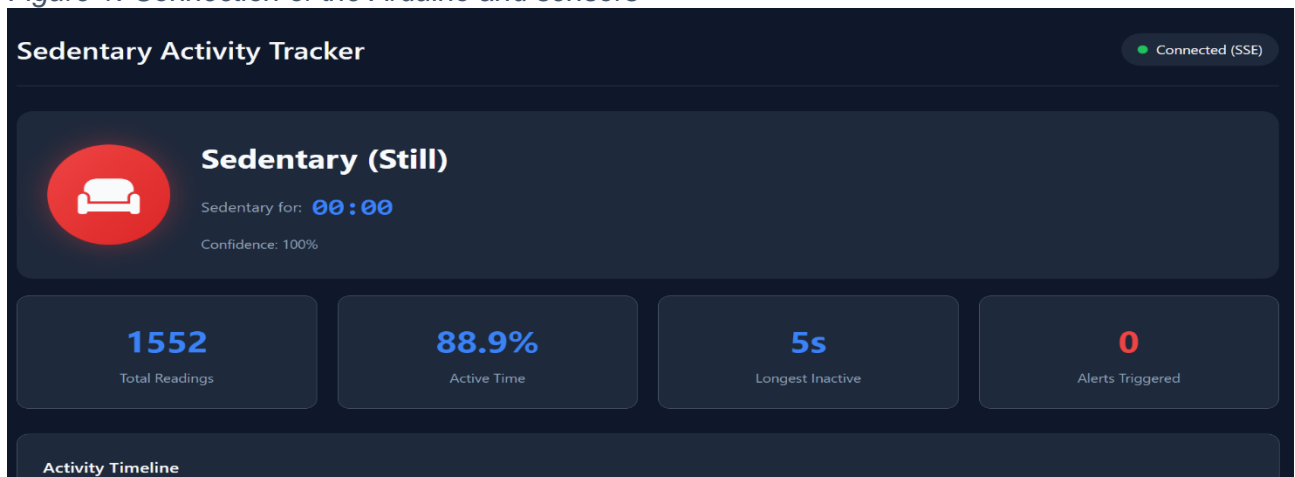 Sedentary Activity Tracker
Connected (SSE)
Sedentary (Still)
Sedentary for: 00:00
Confidence: 100%
1552
Total Readings
88.9%
Active Time
5s
Longest Inactive
0
Alerts Triggered
Activity Timeline